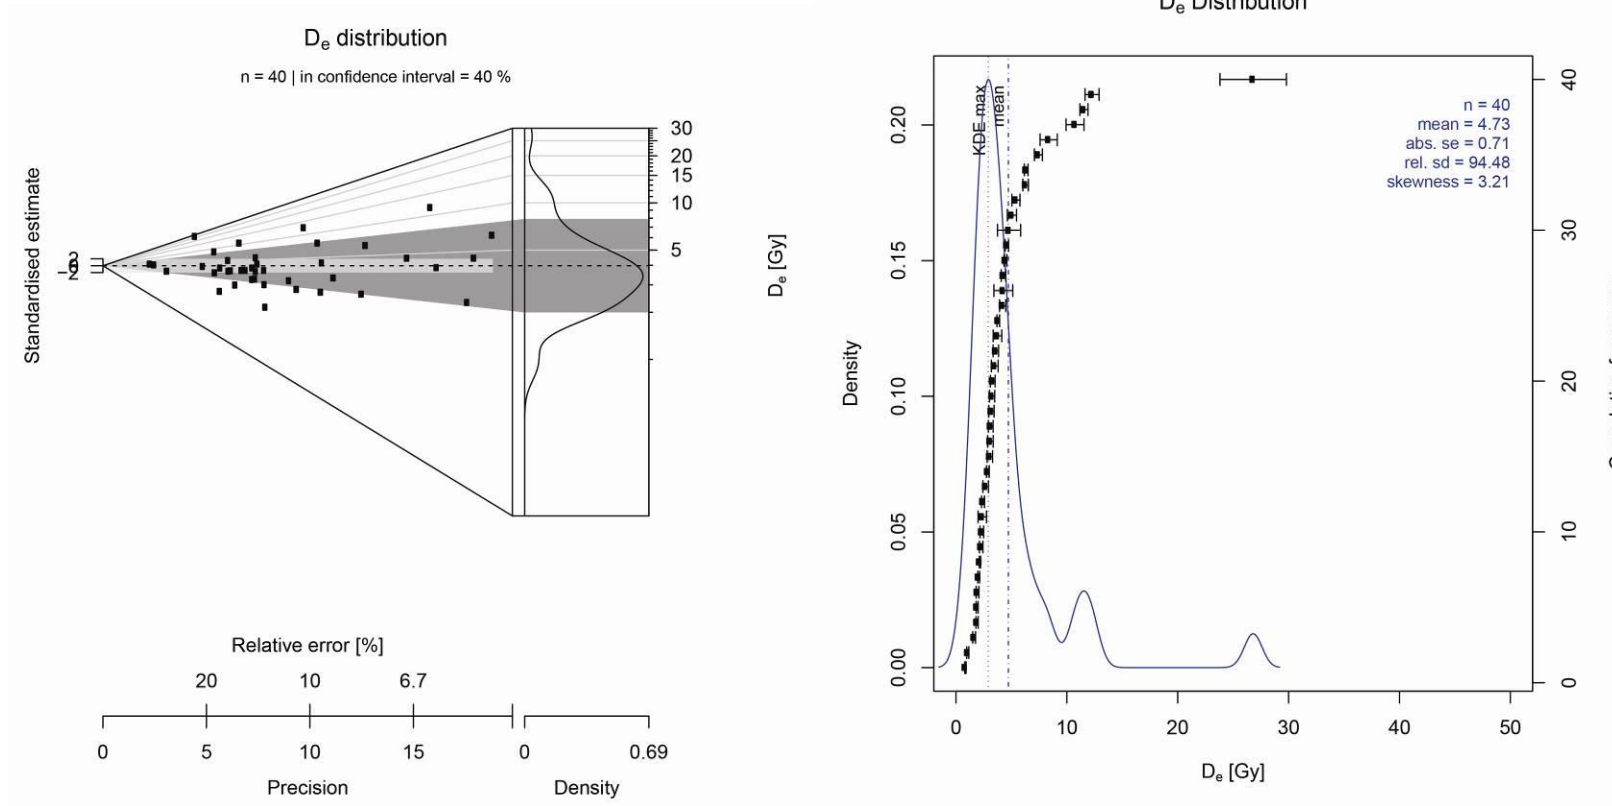 De distribution
n = 40 | in confidence interval = 40 %
Standardised estimate
2
0
−2
30
20
15
10
5
De [Gy]
Relative error [%]
20 10 6.7
0 5 10 15
Precision
0 0.69
Density
De Distribution
KDE max
mean
n = 40
mean = 4.73
abs. se = 0.71
rel. sd = 94.48
skewness = 3.21
Density
0.00 0.05 0.10 0.15 0.20
0 10 20 30 40
0 10 20 30 40 50
De [Gy]